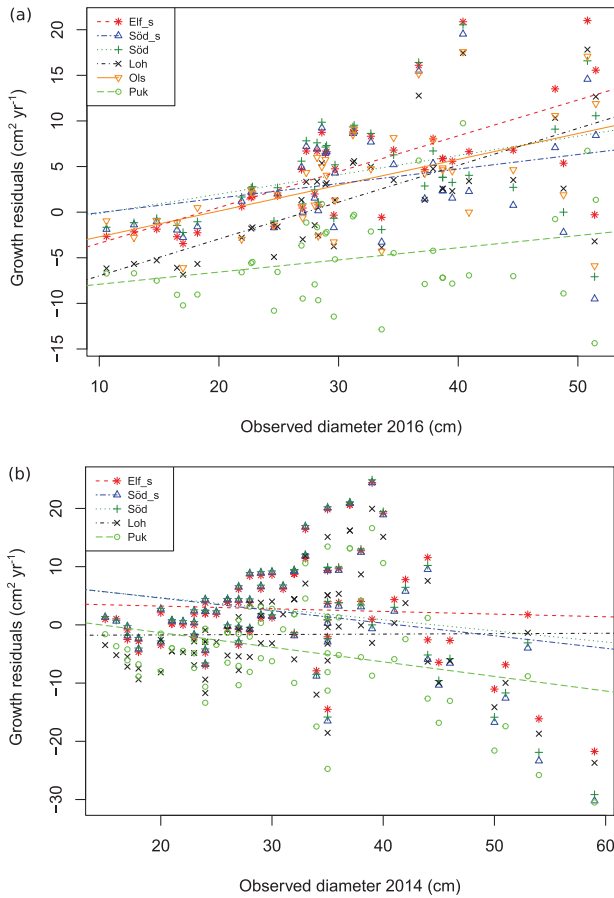 (a)
Elf_s
Söd_s
Söd
Loh
Ols
Puk
20
15
10
5
0
−5
−10
−15
Growth residuals (cm² yr⁻¹)
10 20 30 40 50
Observed diameter 2016 (cm)
(b)
Elf_s
Söd_s
Söd
Loh
Puk
20
10
0
−10
−20
−30
Growth residuals (cm² yr⁻¹)
20 30 40 50 60
Observed diameter 2014 (cm)